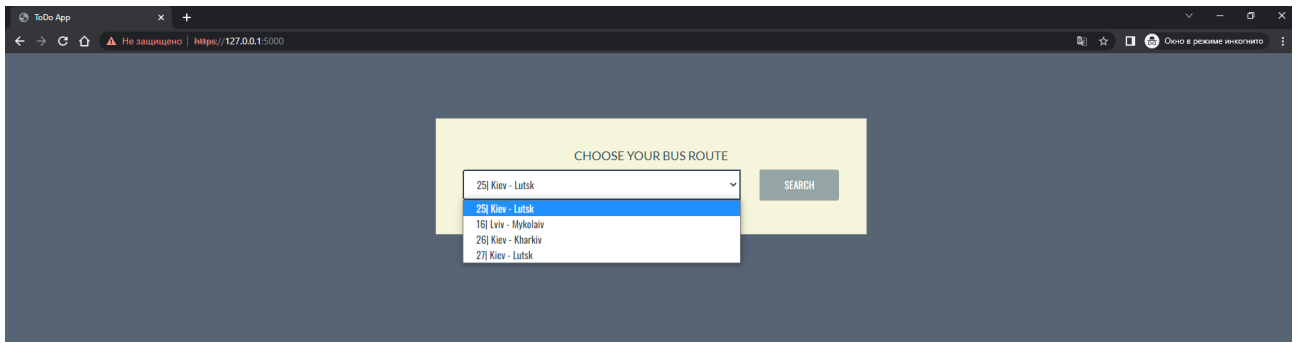 ToDo App
Не защищено | https://127.0.0.1:5000
Окно в режиме инкогнито
CHOOSE YOUR BUS ROUTE
25| Kiev - Lutsk
SEARCH
25| Kiev - Lutsk
16| Lviv - Mykolaiv
26| Kiev - Kharkiv
27| Kiev - Lutsk